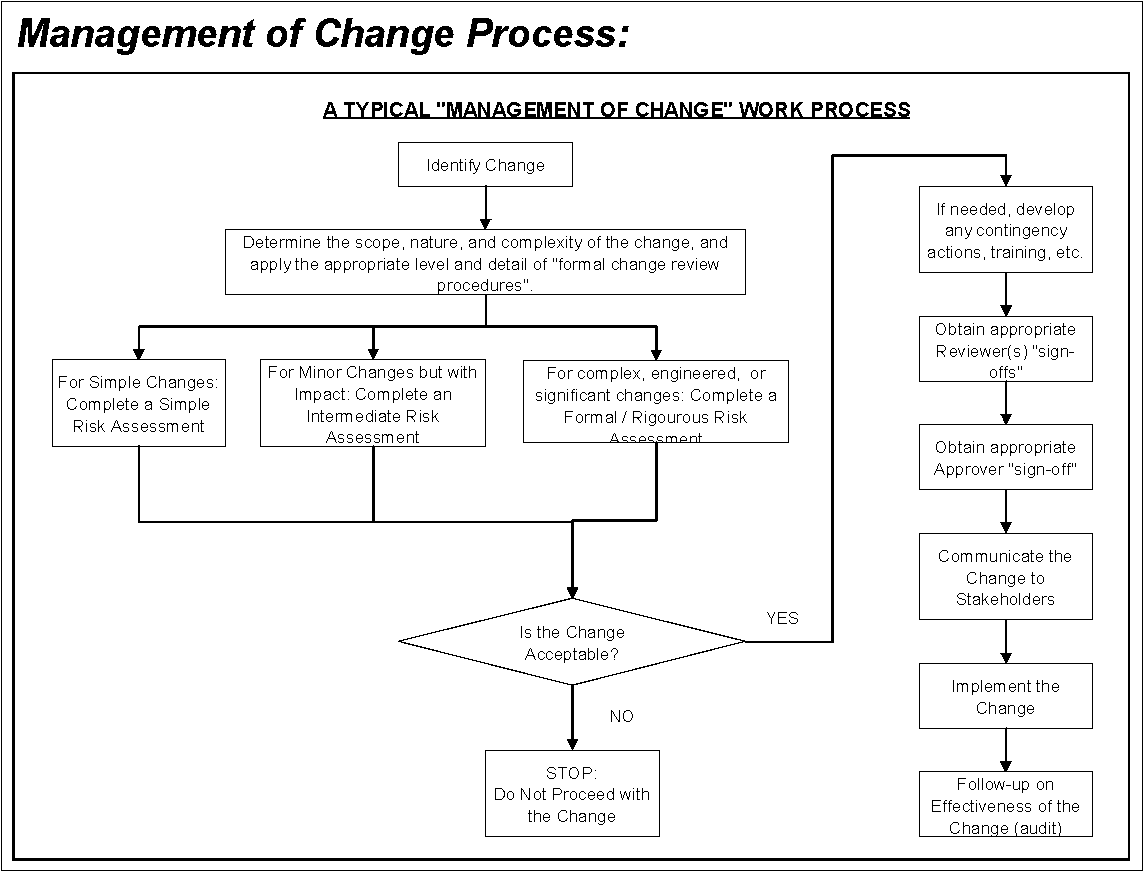 Management of Change Process:
A TYPICAL "MANAGEMENT OF CHANGE" WORK PROCESS
Identify Change
Determine the scope, nature, and complexity of the change, and
apply the appropriate level and detail of "formal change review
procedures".
For Simple Changes:
Complete a Simple
Risk Assessment
For Minor Changes but with
Impact: Complete an
Intermediate Risk
Assessment
For complex, engineered, or
significant changes: Complete a
Formal / Rigourous Risk
Assessment
Is the Change
Acceptable?
YES
NO
STOP:
Do Not Proceed with
the Change
If needed, develop
any contingency
actions, training, etc.
Obtain appropriate
Reviewer(s) "sign-
offs"
Obtain appropriate
Approver "sign-off"
Communicate the
Change to
Stakeholders
Implement the
Change
Follow-up on
Effectiveness of the
Change (audit)